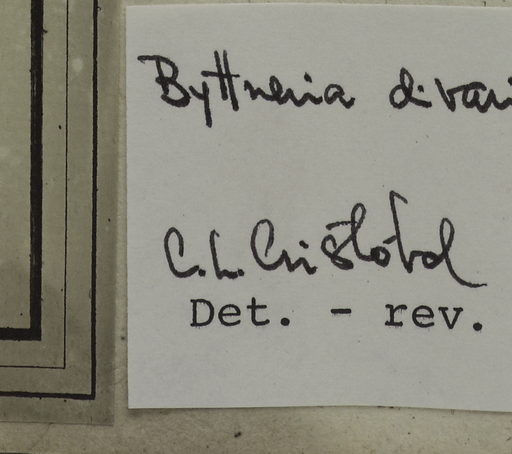 Byttneria divari
C.L. Cristóbal
Det. - rev.